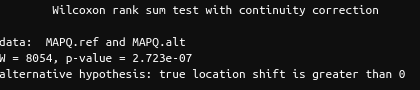 Wilcoxon rank sum test with continuity correction
data:  MAPQ.ref and MAPQ.alt
W = 8054, p-value = 2.723e-07
alternative hypothesis: true location shift is greater than 0